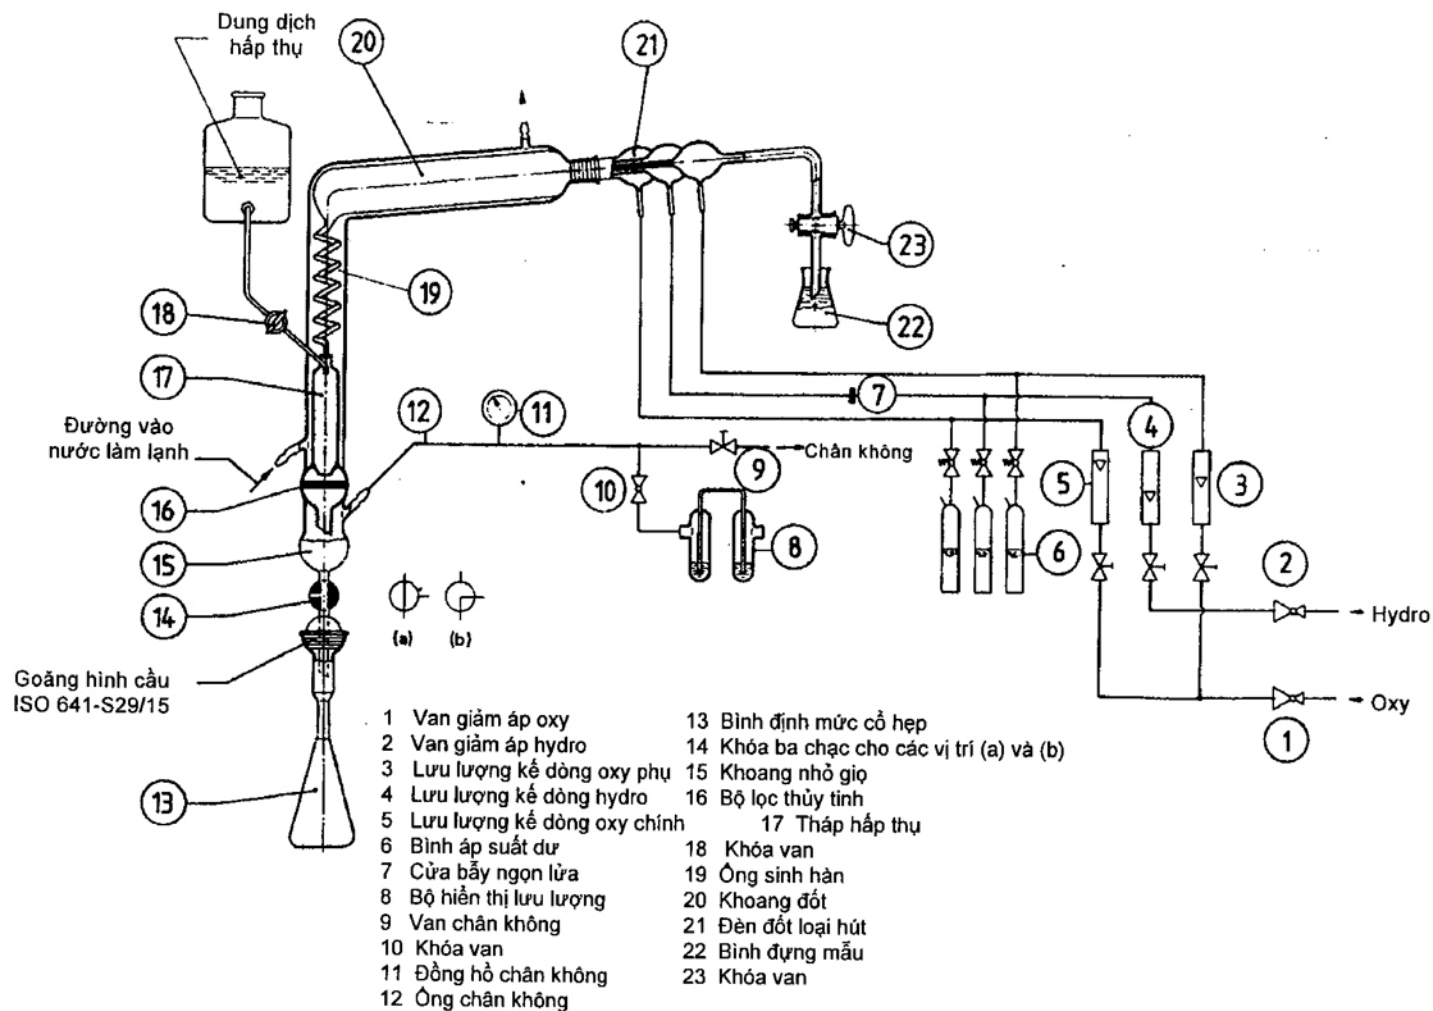 Dung dịch
hấp thụ
20
21
23
19
18
22
17
7
Đường vào
nước làm lạnh
12
11
4
Chân không
9
5
3
10
16
8
6
15
2
14
(a)
(b)
Hydro
Goăng hình cầu
ISO 641-S29/15
Oxy
1
13
1 Van giảm áp oxy
2 Van giảm áp hydro
3 Lưu lượng kế dòng oxy phụ
4 Lưu lượng kế dòng hydro
5 Lưu lượng kế dòng oxy chính
6 Bình áp suất dư
7 Cửa bẫy ngọn lửa
8 Bộ hiển thị lưu lượng
9 Van chân không
10 Khóa van
11 Đồng hồ chân không
12 Ông chân không
13 Bình định mức cổ hẹp
14 Khóa ba chạc cho các vị trí (a) và (b)
15 Khoang nhỏ giọ
16 Bộ lọc thủy tinh
17 Tháp hấp thụ
18 Khóa van
19 Ông sinh hàn
20 Khoang đốt
21 Đèn đốt loại hút
22 Bình đựng mẫu
23 Khóa van